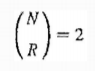 (N
R) = 2